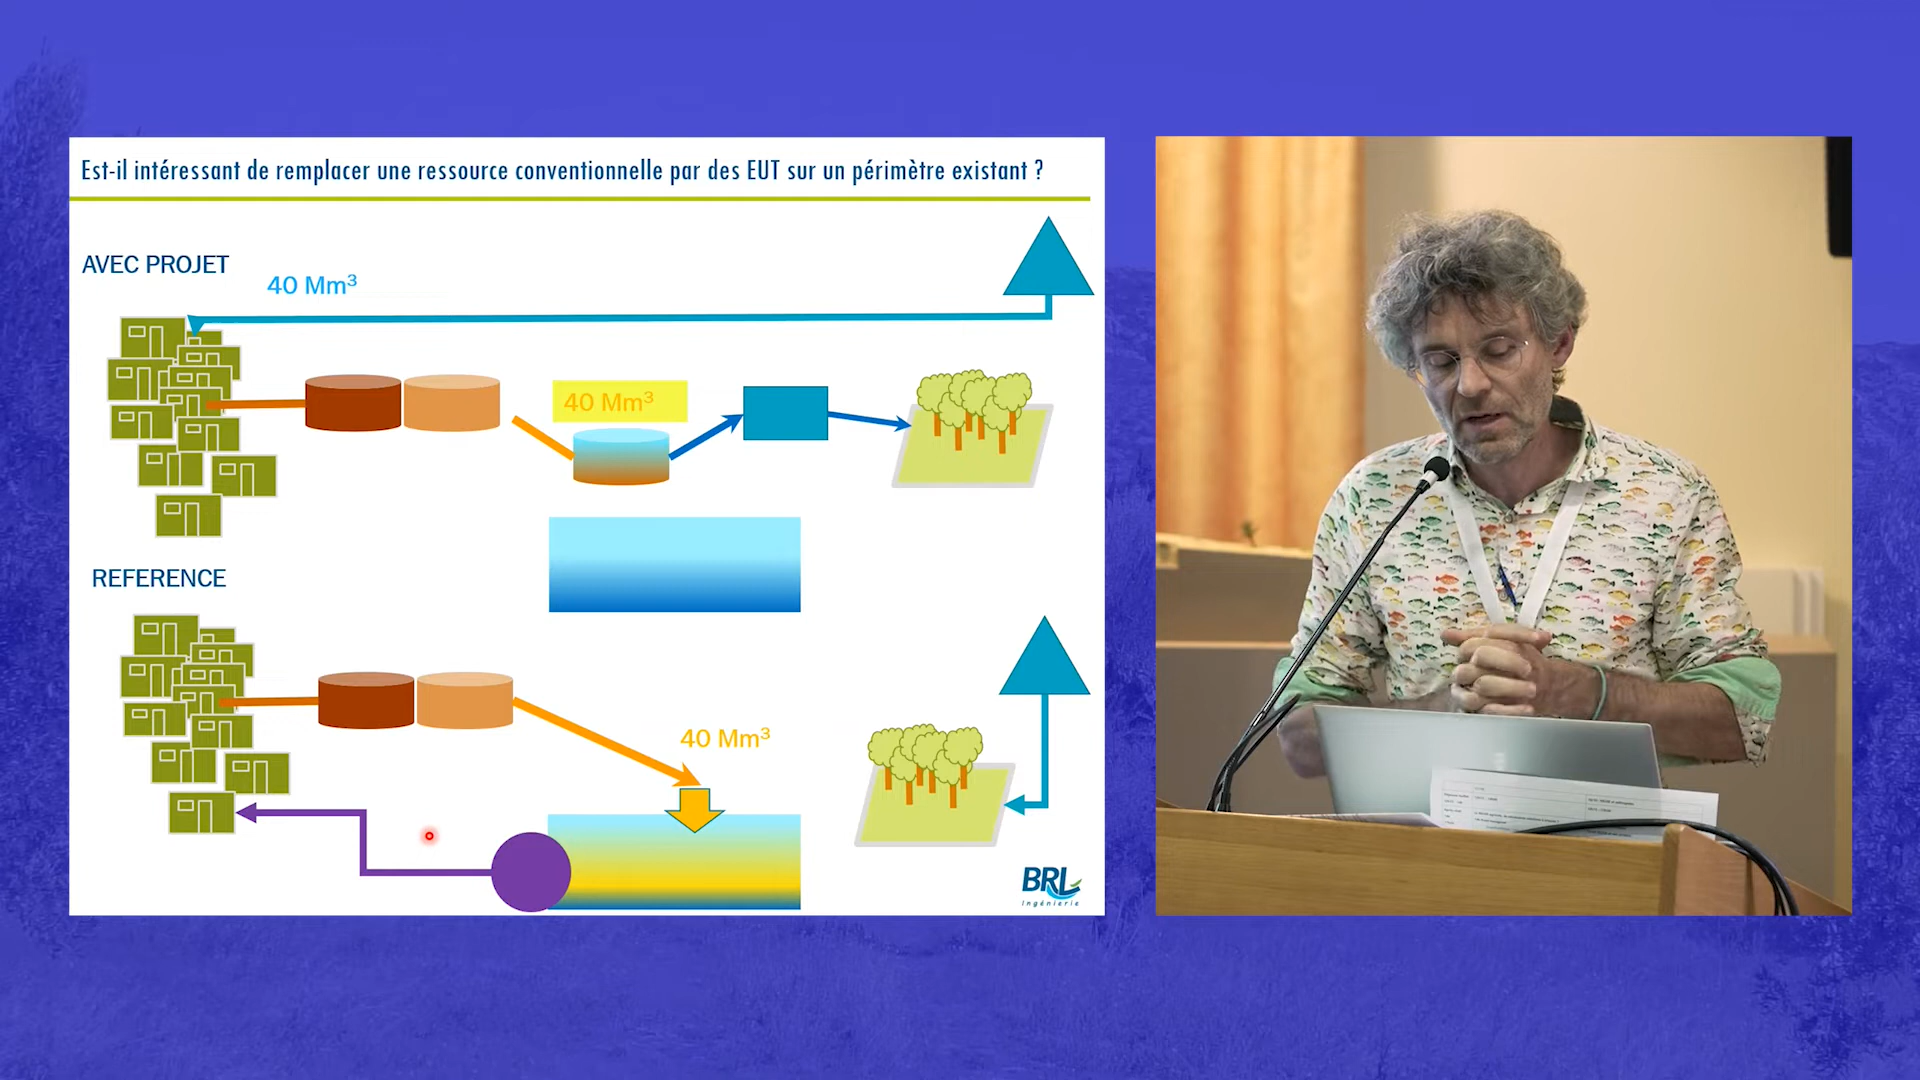 Est-il intéressant de remplacer une ressource conventionnelle par des EUT sur un périmètre existant ?
AVEC PROJET
40 Mm³
40 Mm³
REFERENCE
40 Mm³
BRL
Ingénierie